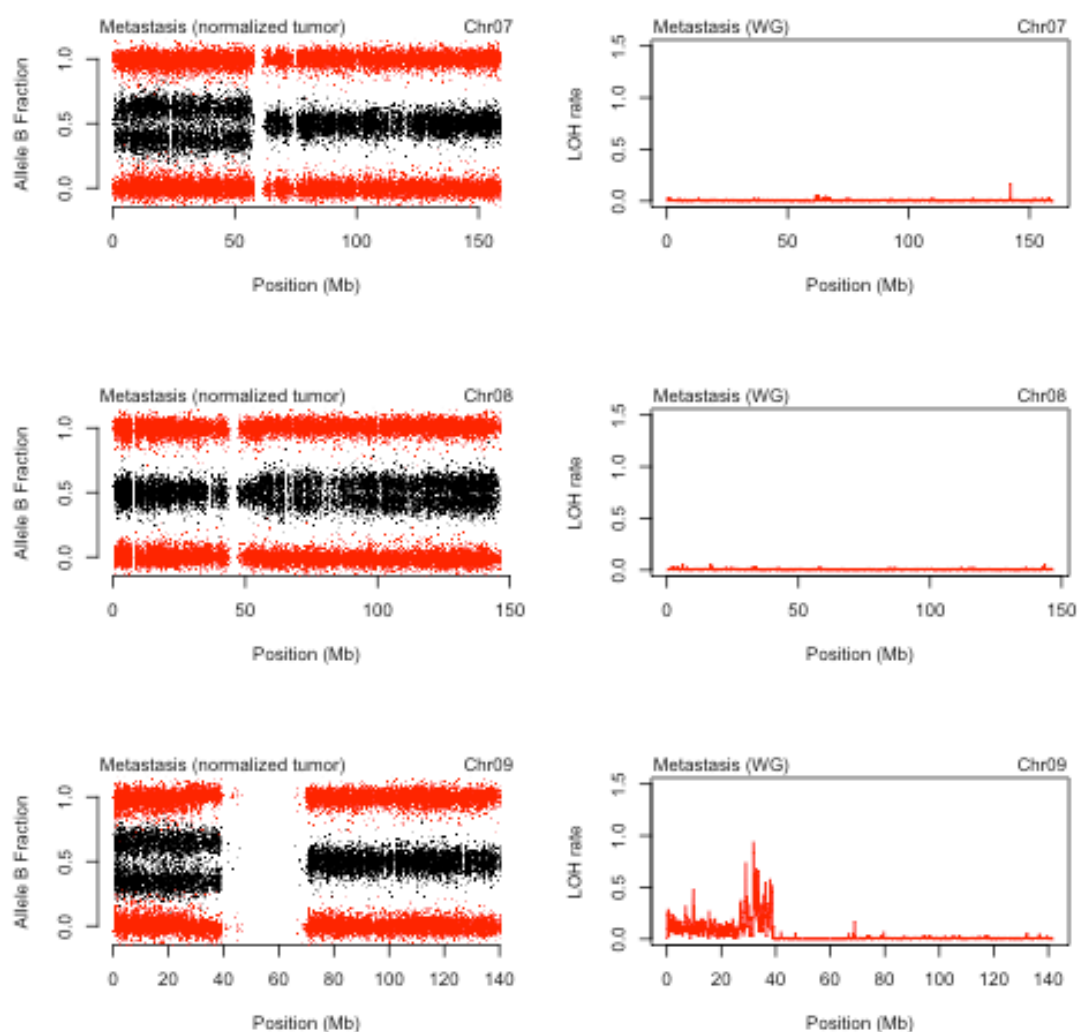 Metastasis (normalized tumor) Chr07
Allele B Fraction
0.0 0.5 1.0
0 50 100 150
Position (Mb)
Metastasis (WG) Chr07
LOH rate
0.0 0.5 1.0 1.5
0 50 100 150
Position (Mb)
Metastasis (normalized tumor) Chr08
Allele B Fraction
0.0 0.5 1.0
0 50 100 150
Position (Mb)
Metastasis (WG) Chr08
LOH rate
0.0 0.5 1.0 1.5
0 50 100 150
Position (Mb)
Metastasis (normalized tumor) Chr09
Allele B Fraction
0.0 0.5 1.0
0 20 40 60 80 100 120 140
Position (Mb)
Metastasis (WG) Chr09
LOH rate
0.0 0.5 1.0 1.5
0 20 40 60 80 100 120 140
Position (Mb)